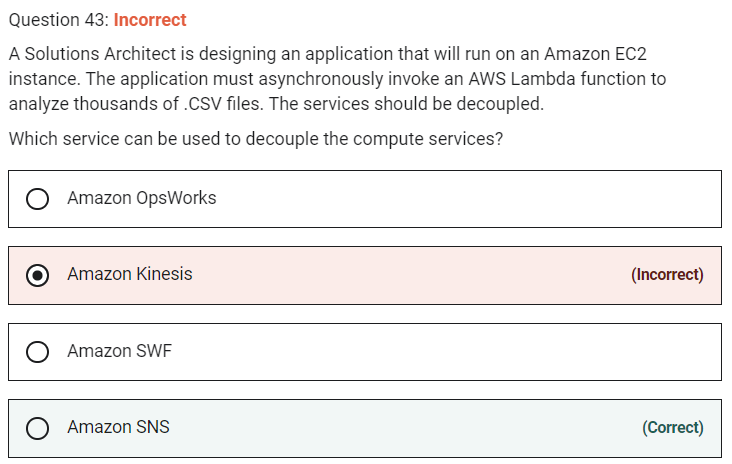 Question 43: Incorrect
A Solutions Architect is designing an application that will run on an Amazon EC2
instance. The application must asynchronously invoke an AWS Lambda function to
analyze thousands of .CSV files. The services should be decoupled.
Which service can be used to decouple the compute services?
Amazon OpsWorks
Amazon Kinesis (Incorrect)
Amazon SWF
Amazon SNS (Correct)